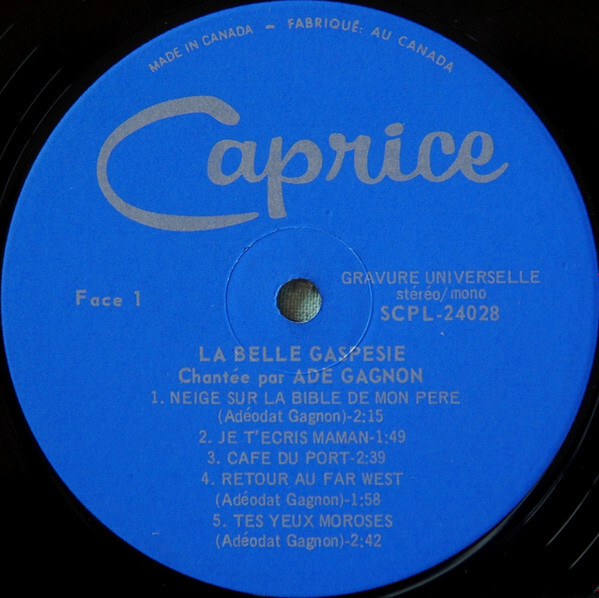 MADE IN CANADA – FABRIQUÉ: AU CANADA
Caprice
GRAVURE UNIVERSELLE
stéréo/mono
Face 1
SCPL-24028
LA BELLE GASPESIE
Chantée par ADE GAGNON
1. NEIGE SUR LA BIBLE DE MON PERE
(Adéodat Gagnon)-2:15
2. JE T'ECRIS MAMAN-1:49
3. CAFE DU PORT-2:39
4. RETOUR AU FAR WEST
(Adéodat Gagnon)-1:58
5. TES YEUX MOROSES
(Adéodat Gagnon)-2:42